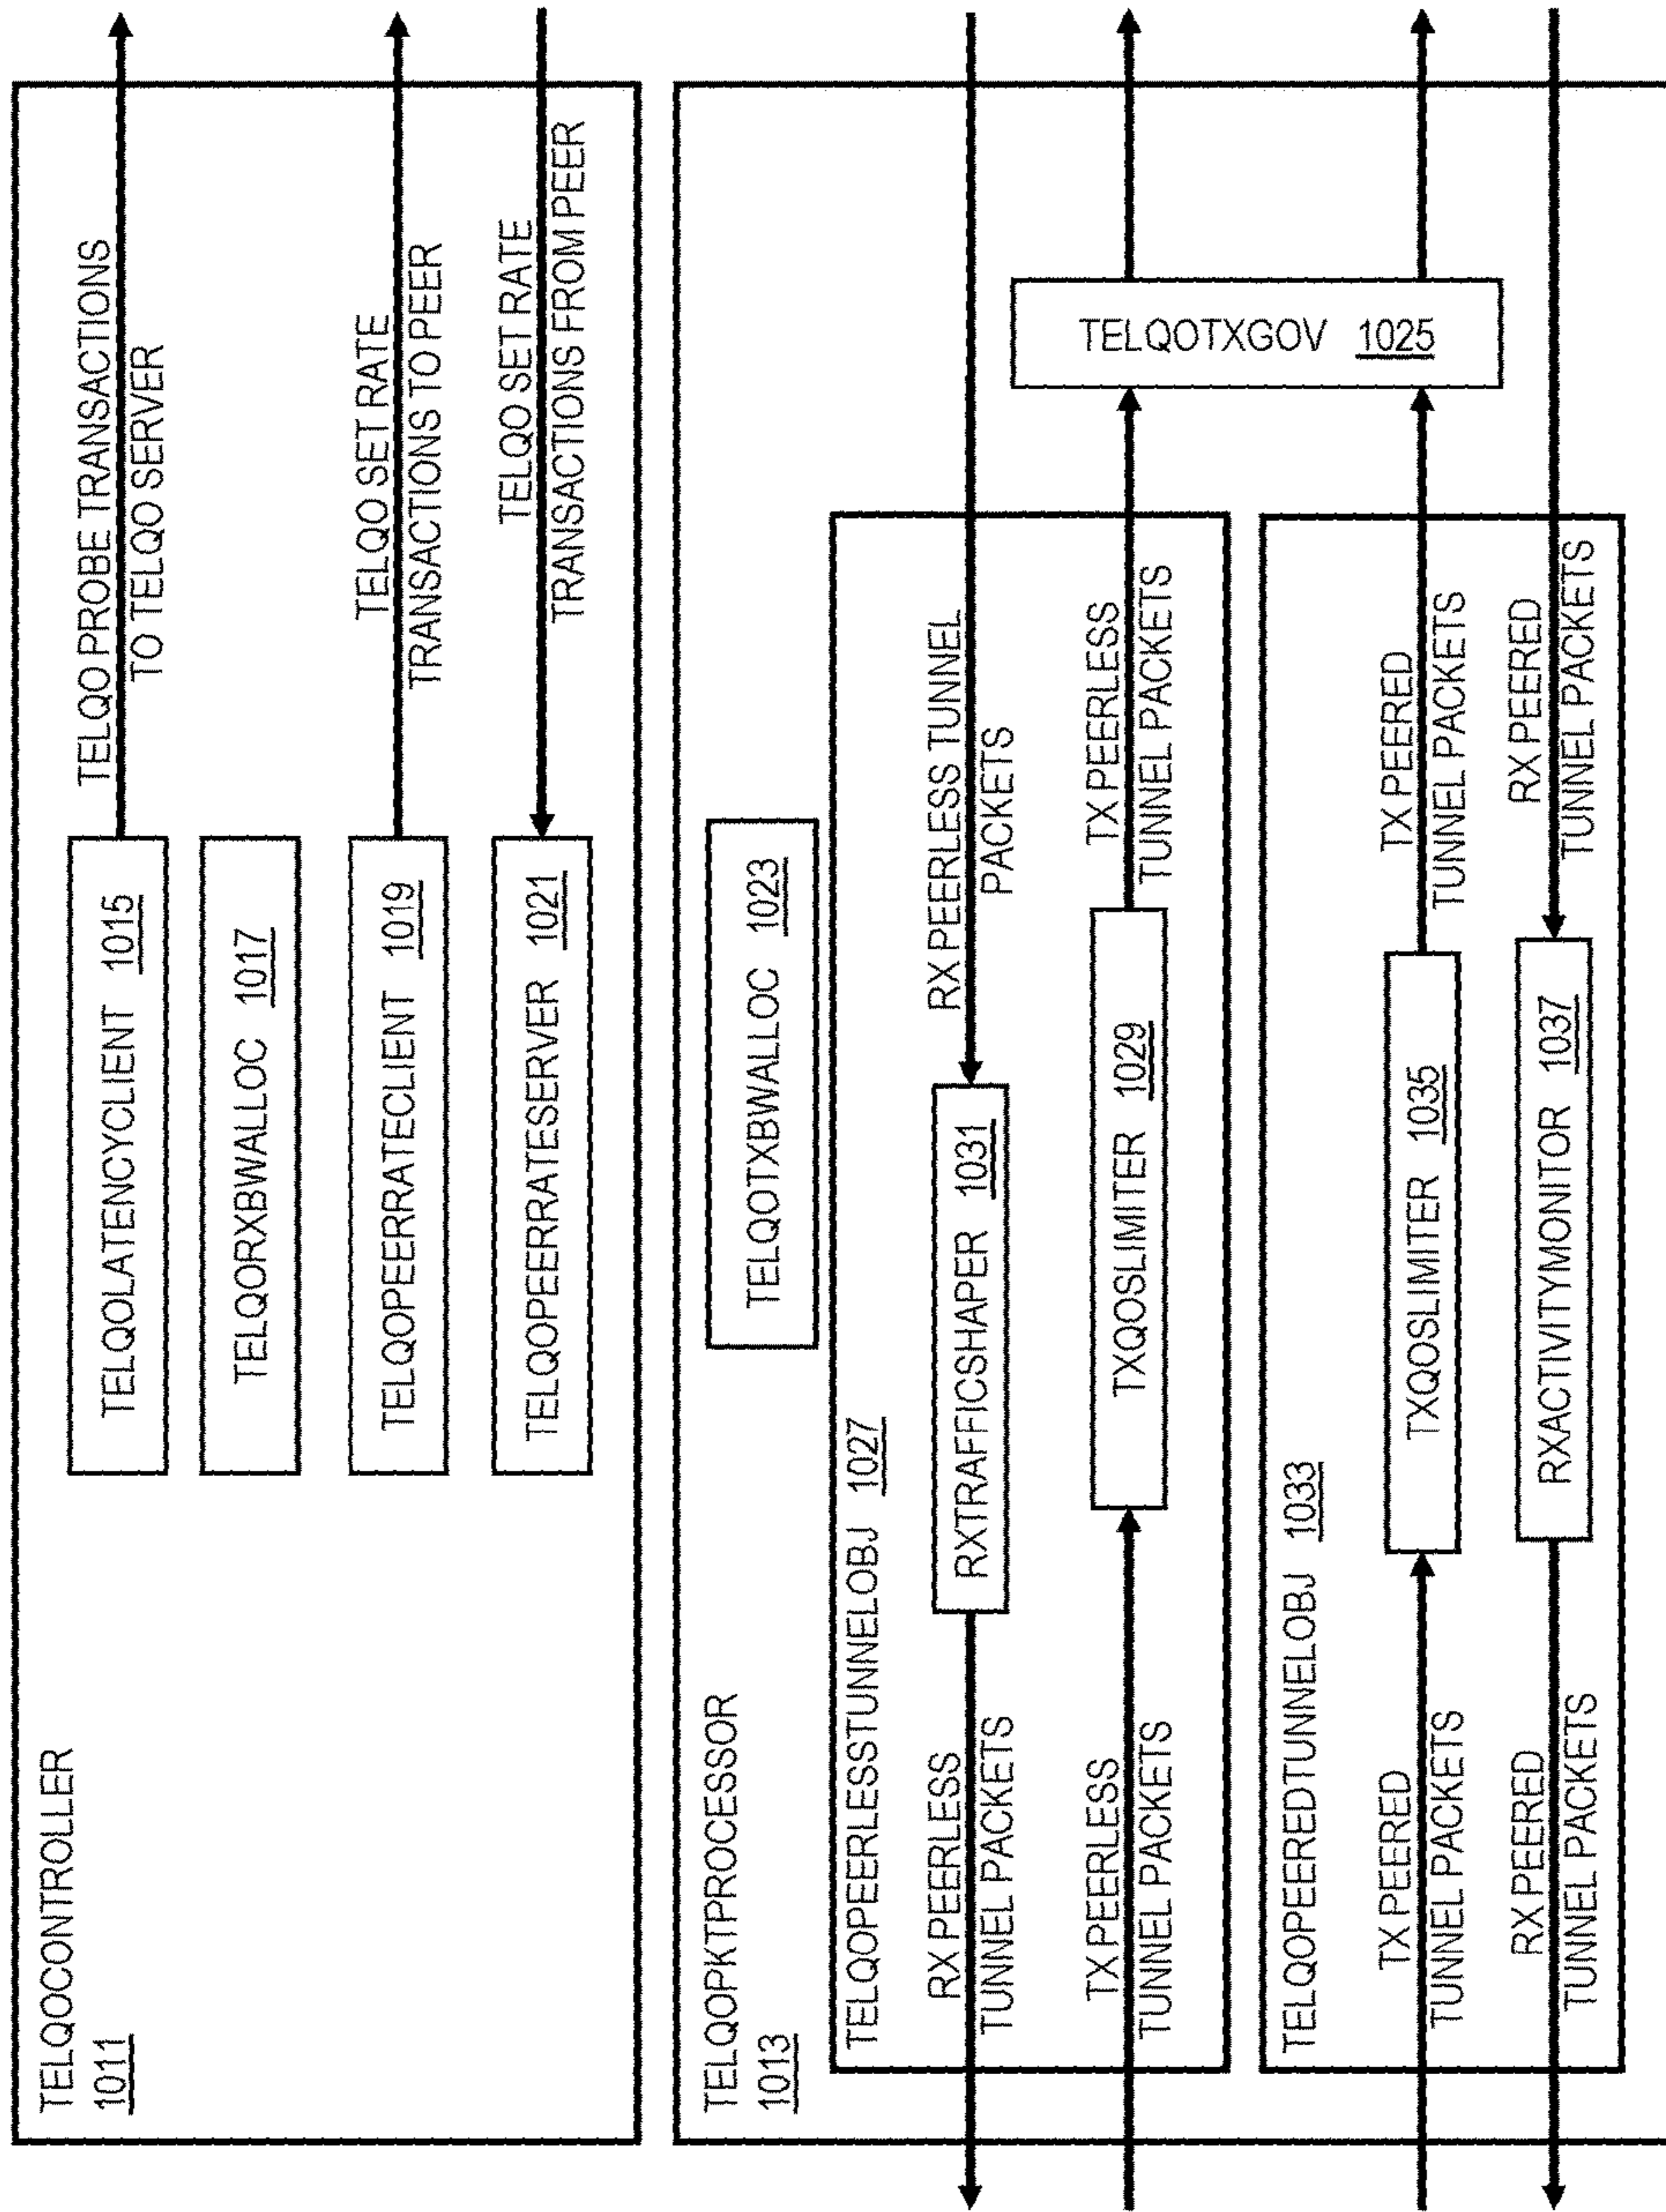 TELQOCONTROLLER
1011
TELQOLATENCYCLIENT 1015
TELQO PROBE TRANSACTIONS
TO TELQO SERVER
TELQORXBWALLOC 1017
TELQOPEERRATECLIENT 1019
TELQO SET RATE
TRANSACTIONS TO PEER
TELQOPEERRATESERVER 1021
TELQO SET RATE
TRANSACTIONS FROM PEER
TELQOPKTPROCESSOR
1013
TELQOTXBWALLOC 1023
TELQOPEERLESSTUNNELOBJ 1027
RX PEERLESS
TUNNEL PACKETS
RXTRAFFICSHAPER 1031
RX PEERLESS TUNNEL
PACKETS
TX PEERLESS
TUNNEL PACKETS
TXQOSLIMITER 1029
TX PEERLESS
TUNNEL PACKETS
TELQOTXGOV 1025
TELQOPEEREDTUNNELOBJ 1033
TX PEERED
TUNNEL PACKETS
TXQOSLIMITER 1035
TX PEERED
TUNNEL PACKETS
RX PEERED
TUNNEL PACKETS
RXACTIVITYMONITOR 1037
RX PEERED
TUNNEL PACKETS